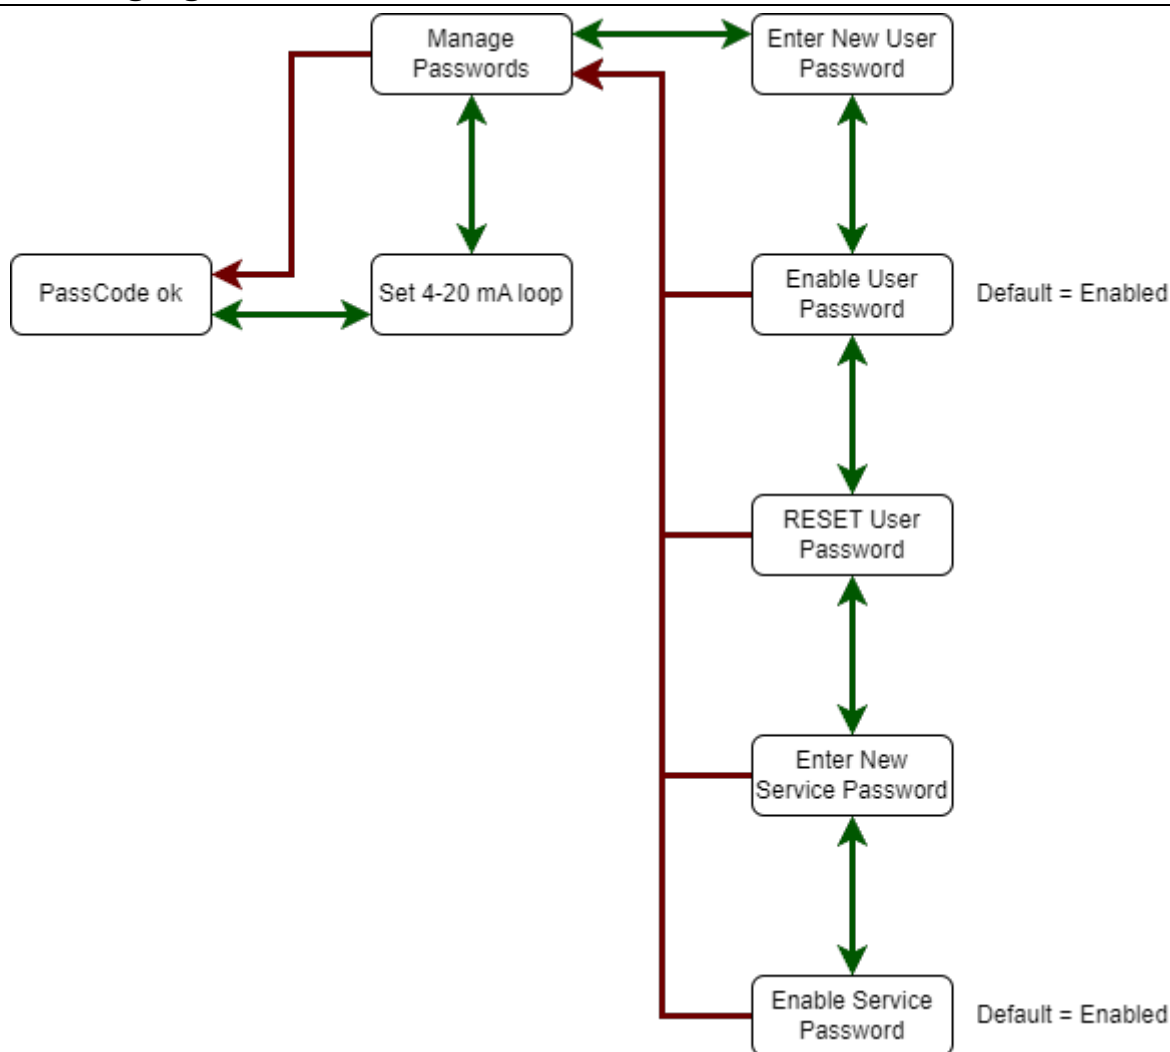 Manage
Passwords
Enter New User
Password
PassCode ok
Set 4-20 mA loop
Enable User
Password
Default = Enabled
RESET User
Password
Enter New
Service Password
Enable Service
Password
Default = Enabled